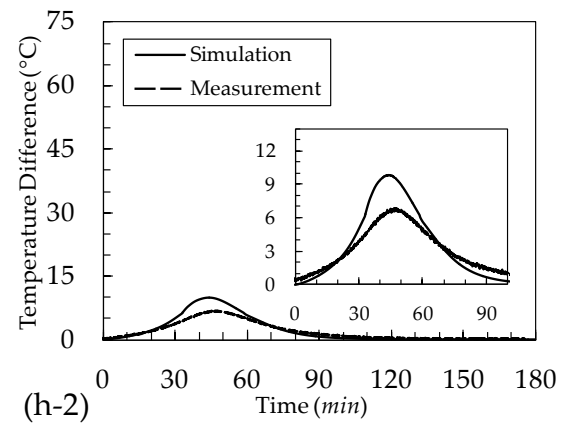 75
60
45
30
15
0
Temperature Difference (°C)
Simulation
Measurement
12
9
6
3
0
0 30 60 90
0 30 60 90 120 150 180
(h-2)
Time (min)